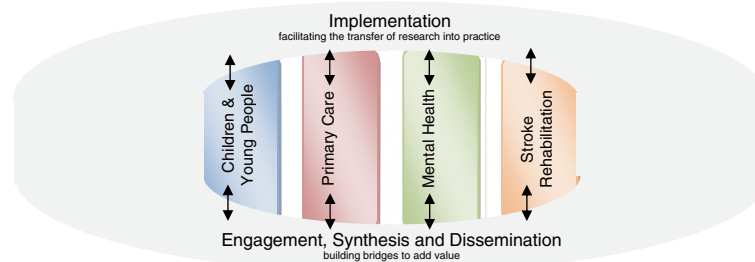 Implementation
facilitating the transfer of research into practice
Children &
Young People
Primary Care
Mental Health
Stroke
Rehabilitation
Engagement, Synthesis and Dissemination
building bridges to add value